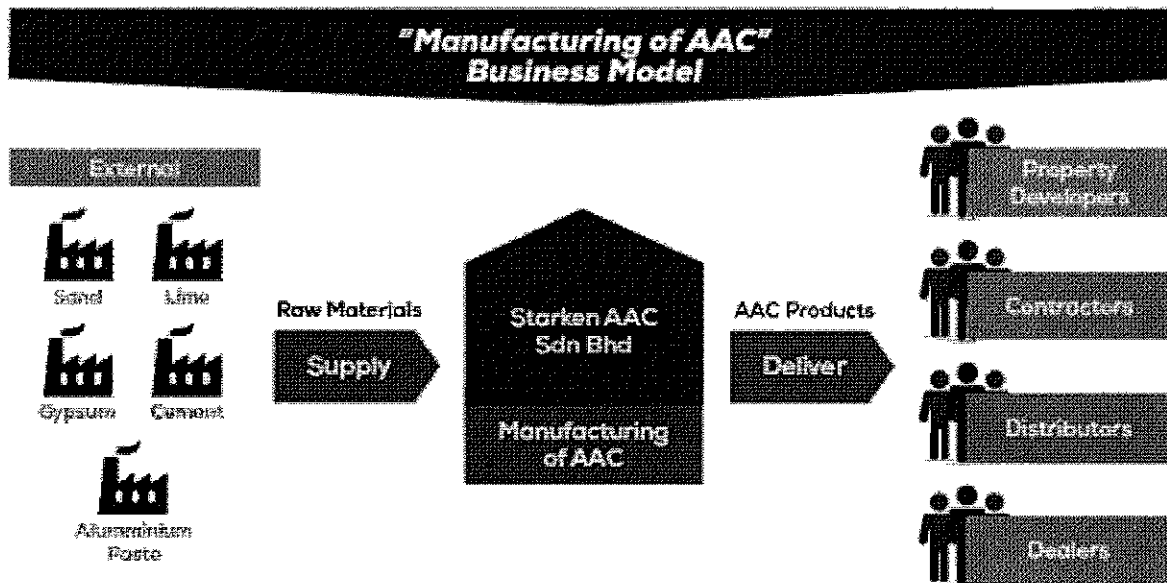 "Manufacturing of AAC"
Business Model
External
Sand
Lime
Gypsum
Cement
Aluminium
Paste
Raw Materials
Supply
Starken AAC
Sdn Bhd
Manufacturing
of AAC
AAC Products
Deliver
Property
Developers
Contractors
Distributors
Dealers